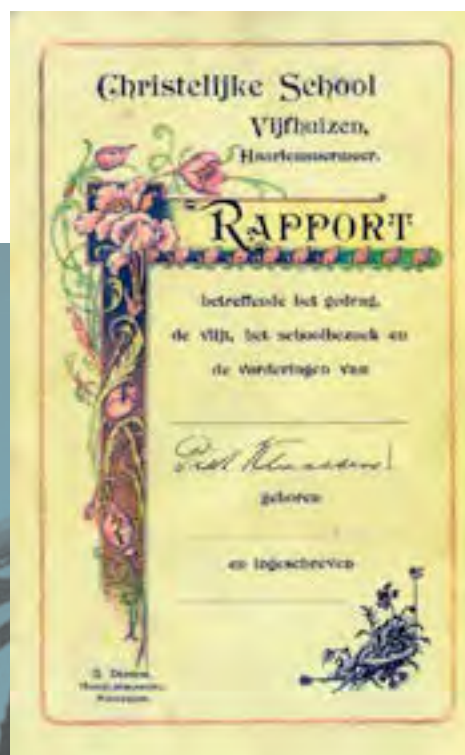 Christelijke School
Vijfhuizen,
Haarlemmermeer.
RAPPORT
betreffende het gedrag,
de vlijt, het schoolbezoek en
de vorderingen van
Piet
geboren
en ingeschreven